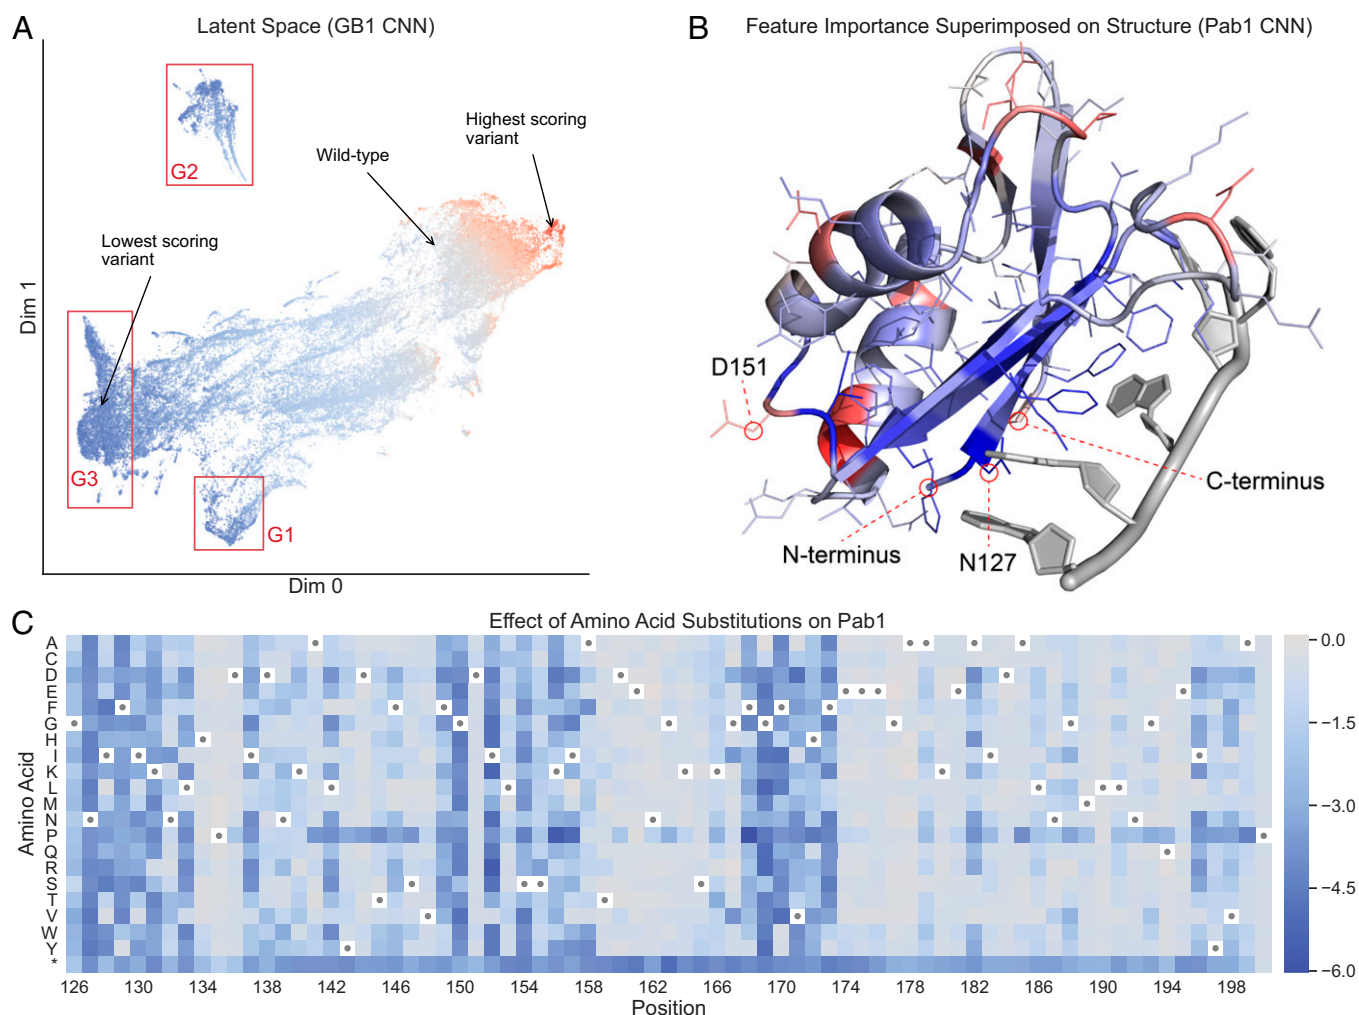 A
Latent Space (GB1 CNN)
Highest scoring
variant
Wild-type
G2
Lowest scoring
variant
G3
G1
Dim 1
Dim 0
B
Feature Importance Superimposed on Structure (Pab1 CNN)
D151
C-terminus
N-terminus
N127
C
Effect of Amino Acid Substitutions on Pab1
Amino Acid
A
C
D
E
F
G
H
I
K
L
M
N
P
Q
R
S
T
V
W
Y
*
126 130 134 138 142 146 150 154 158 162 166 170 174 178 182 186 190 194 198
Position
0.0
−1.5
−3.0
−4.5
−6.0